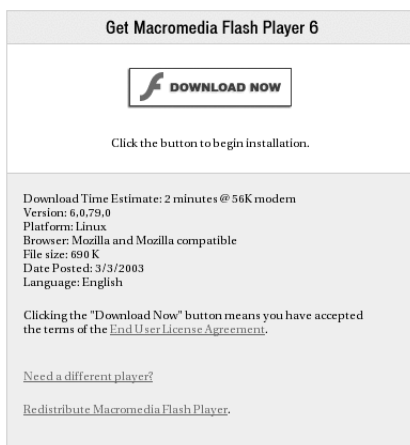 Get Macromedia Flash Player 6
DOWNLOAD NOW
Click the button to begin installation.
Download Time Estimate: 2 minutes @ 56K modem
Version: 6,0,79,0
Platform: Linux
Browser: Mozilla and Mozilla compatible
File size: 690 K
Date Posted: 3/3/2003
Language: English
Clicking the "Download Now" button means you have accepted
the terms of the End User License Agreement.
Need a different player?
Redistribute Macromedia Flash Player.